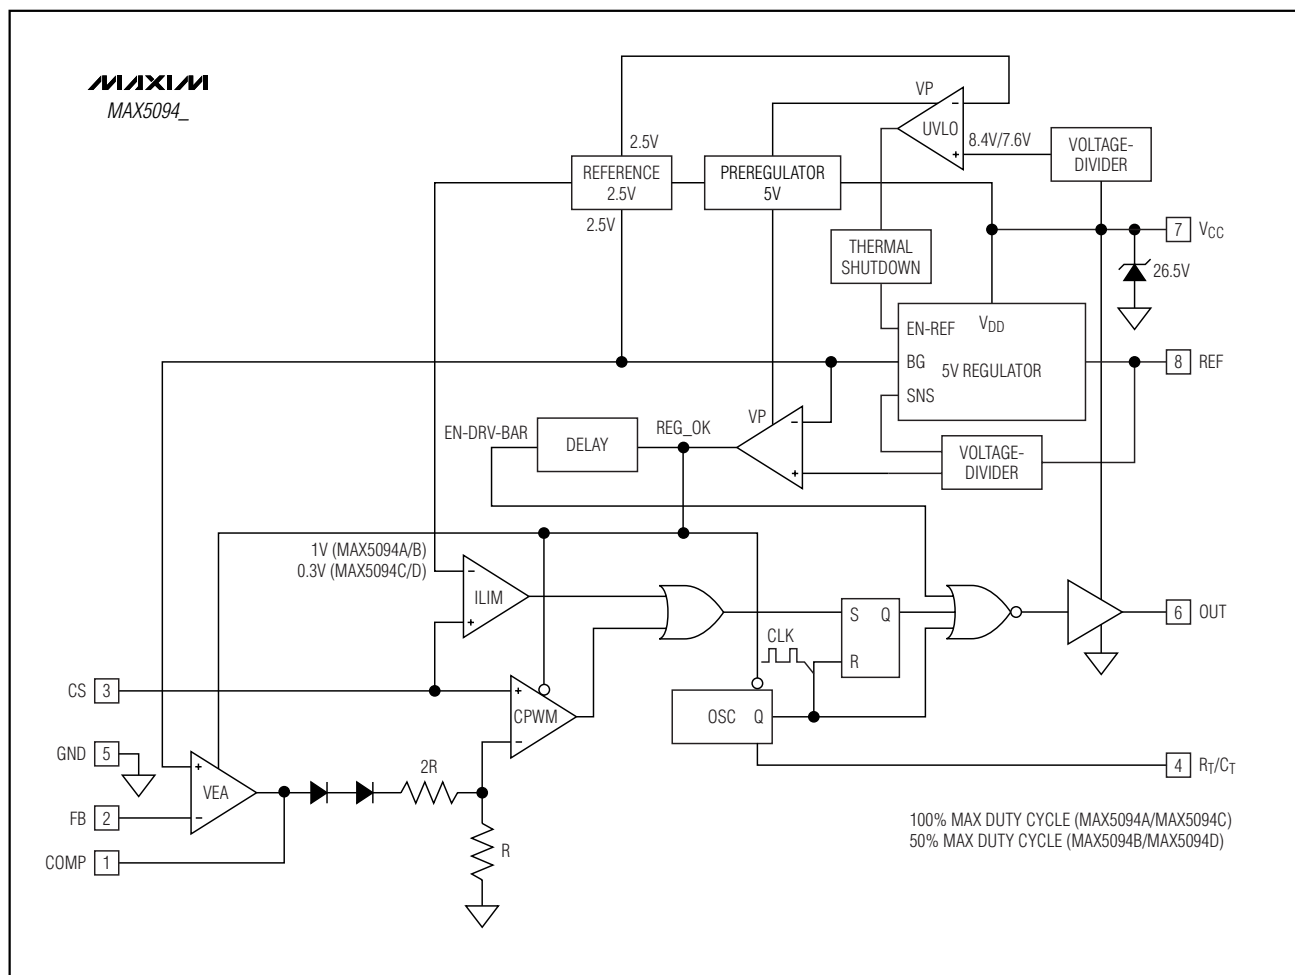 MAXIM
MAX5094_
VP
−
UVLO
+
8.4V/7.6V
VOLTAGE-
DIVIDER
2.5V
REFERENCE
2.5V
2.5V
PREREGULATOR
5V
7 VCC
THERMAL
SHUTDOWN
26.5V
EN-REF
VDD
BG
5V REGULATOR
SNS
8 REF
VP
−
+
EN-DRV-BAR
DELAY
REG_OK
VOLTAGE-
DIVIDER
1V (MAX5094A/B)
0.3V (MAX5094C/D)
−
ILIM
+
S Q
R
CLK
6 OUT
CS 3
+
CPWM
−
OSC Q
GND 5
4 RT/CT
+
VEA
−
2R
FB 2
COMP 1
R
100% MAX DUTY CYCLE (MAX5094A/MAX5094C)
50% MAX DUTY CYCLE (MAX5094B/MAX5094D)